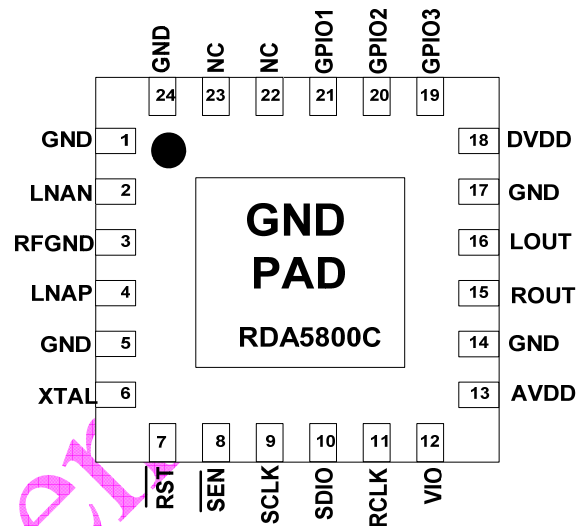 GND
NC
NC
GPIO1
GPIO2
GPIO3
24
23
22
21
20
19
GND 1
LNAN 2
RFGND 3
LNAP 4
GND 5
XTAL 6
18 DVDD
17 GND
16 LOUT
15 ROUT
14 GND
13 AVDD
GND
PAD
RDA5800C
7
8
9
10
11
12
RST
SEN
SCLK
SDIO
RCLK
VIO